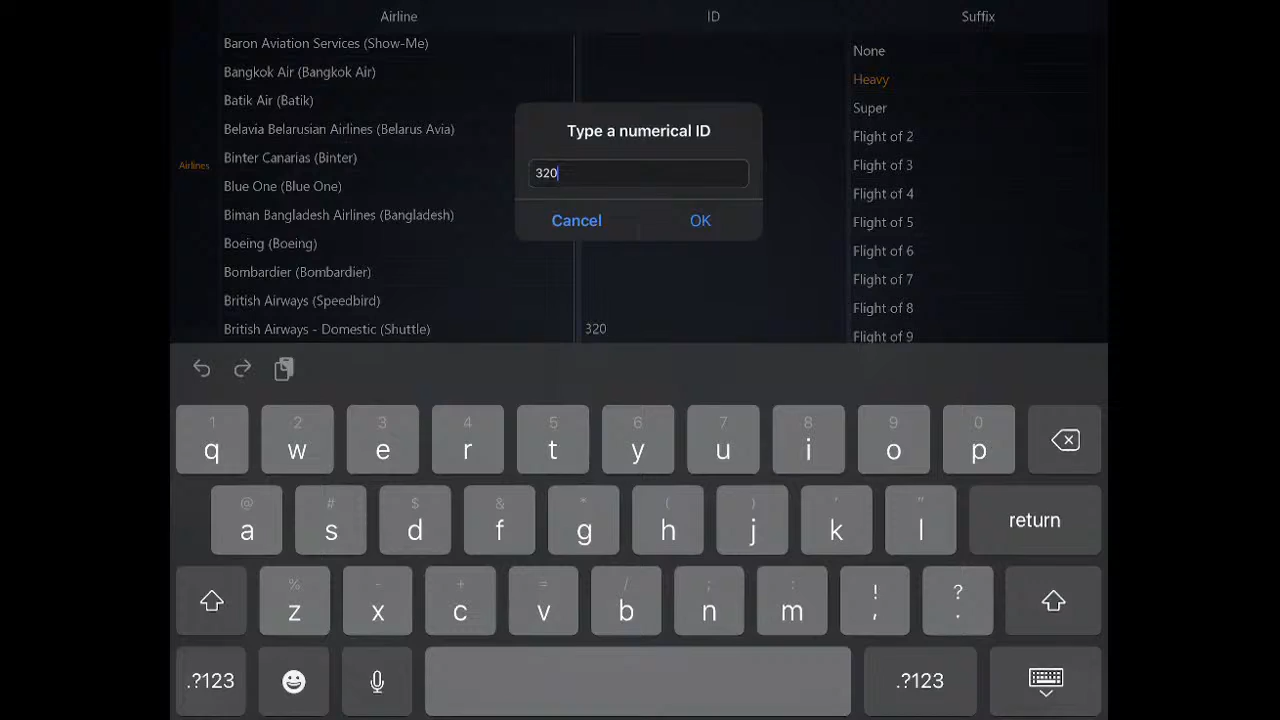 Airline ID Suffix
Baron Aviation Services (Show-Me)
Bangkok Air (Bangkok Air)
Batik Air (Batik)
Belavia Belarusian Airlines (Belarus Avia)
Binter Canarias (Binter)
Blue One (Blue One)
Biman Bangladesh Airlines (Bangladesh)
Boeing (Boeing)
Bombardier (Bombardier)
British Airways (Speedbird)
British Airways - Domestic (Shuttle)
Airlines
320
None
Heavy
Super
Flight of 2
Flight of 3
Flight of 4
Flight of 5
Flight of 6
Flight of 7
Flight of 8
Flight of 9
Type a numerical ID
320
Cancel OK
1 2 3 4 5 6 7 8 9 0
q w e r t y u i o p
@ # $ & * ( ) ' "
a s d f g h j k l return
% - + = / ; : ! ?
z x c v b n m , .
.?123 .?123